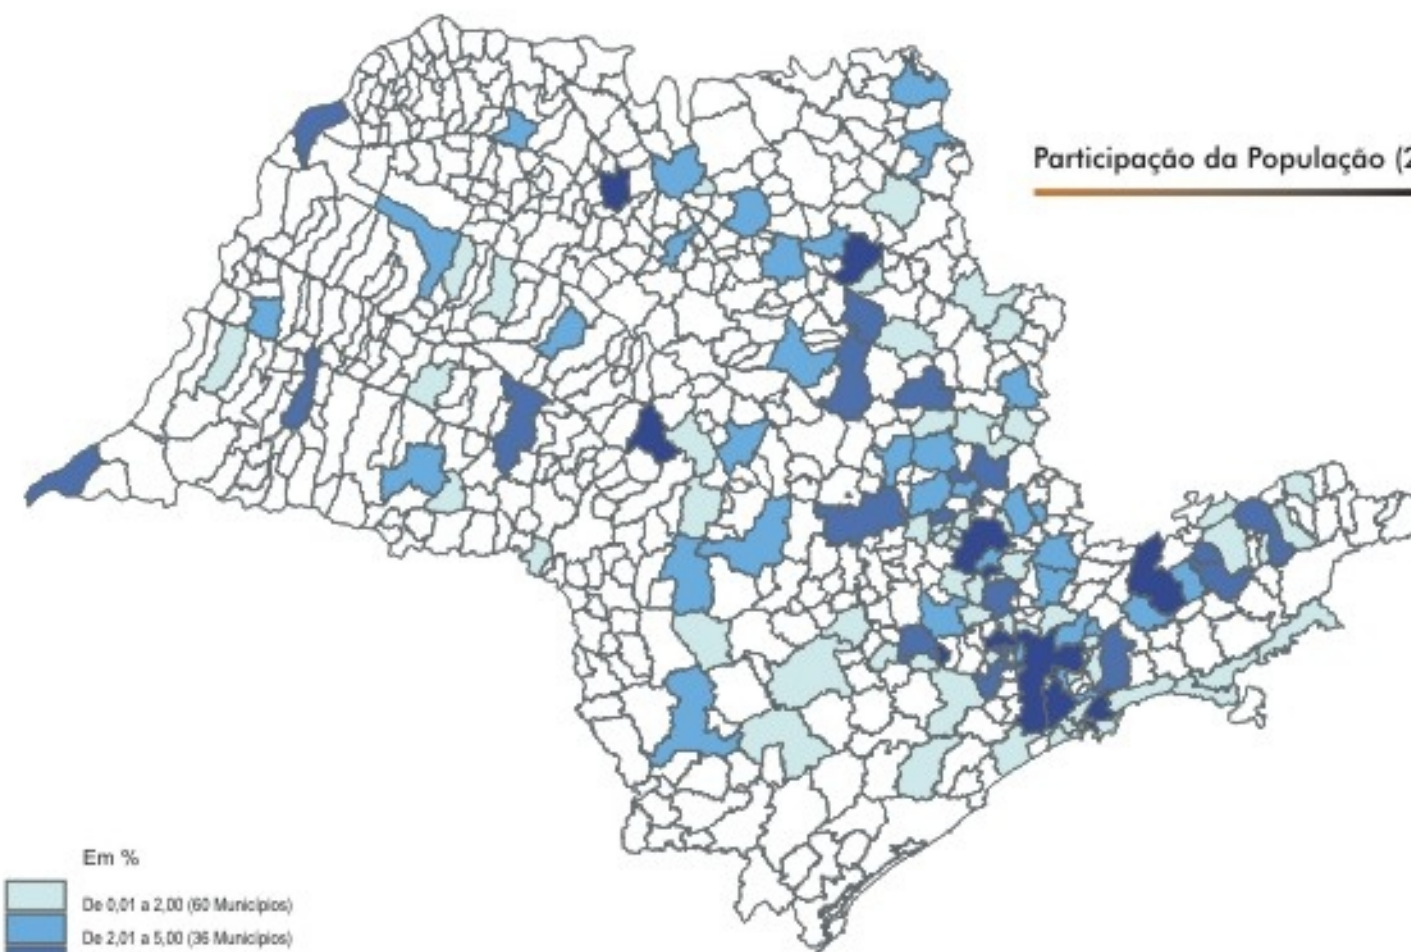 Participação da População (2
Em %
De 0,01 a 2,00 (60 Municípios)
De 2,01 a 5,00 (36 Municípios)